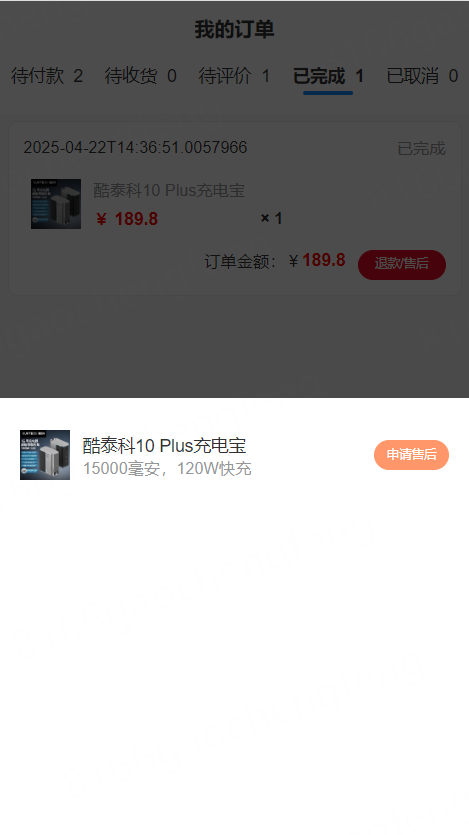 我的订单
待付款 2 待收货 0 待评价 1 已完成 1 已取消 0
2025-04-22T14:36:51.0057966 已完成
酷泰科10 Plus充电宝
¥ 189.8 × 1
订单金额: ¥ 189.8 退款/售后
酷泰科10 Plus充电宝
15000毫安，120W快充
申请售后